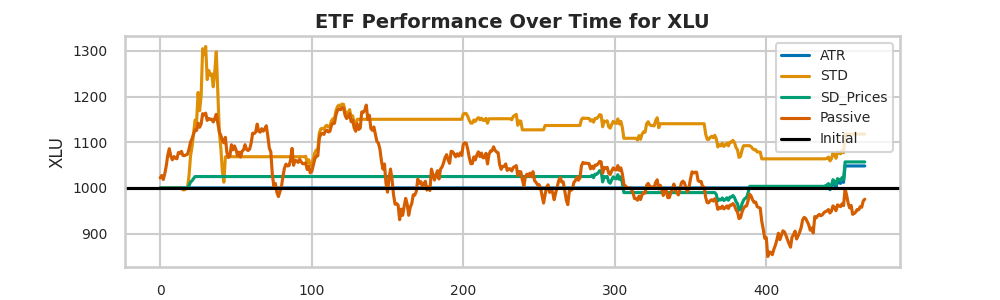 ETF Performance Over Time for XLU
XLU
1300
1200
1100
1000
900
0
100
200
300
400
ATR
STD
SD_Prices
Passive
Initial